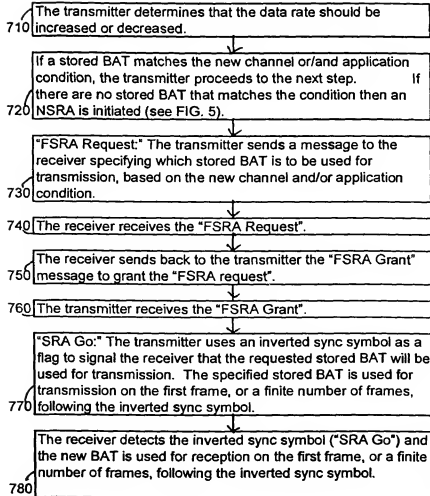 710 The transmitter determines that the data rate should be
increased or decreased.
If a stored BAT matches the new channel or/and application
condition, the transmitter proceeds to the next step. If
there are no stored BAT that matches the condition then an
720 NSRA is initiated (see FIG. 5).
"FSRA Request:" The transmitter sends a message to the
receiver specifying which stored BAT is to be used for
730 transmission, based on the new channel and/or application
condition.
740 The receiver receives the "FSRA Request".
The receiver sends back to the transmitter the "FSRA Grant"
750 message to grant the "FSRA request".
760 The transmitter receives the "FSRA Grant".
"SRA Go:" The transmitter uses an inverted sync symbol as a
flag to signal the receiver that the requested stored BAT will be
used for transmission. The specified stored BAT is used for
transmission on the first frame, or a finite number of frames,
770 following the inverted sync symbol.
The receiver detects the inverted sync symbol ("SRA Go") and
the new BAT is used for reception on the first frame, or a finite
number of frames, following the inverted sync symbol.
780